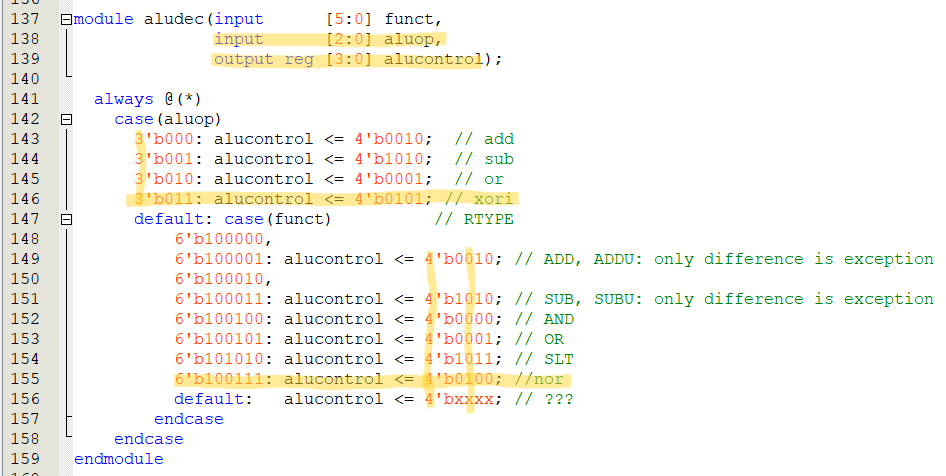 137 module aludec(input      [5:0] funct,
138               input      [2:0] aluop,
139               output reg [3:0] alucontrol);
140
141   always @(*)
142     case(aluop)
143       3'b000: alucontrol <= 4'b0010;  // add
144       3'b001: alucontrol <= 4'b1010;  // sub
145       3'b010: alucontrol <= 4'b0001;  // or
146       3'b011: alucontrol <= 4'b0101; // xori
147       default: case(funct)          // RTYPE
148           6'b100000,
149           6'b100001: alucontrol <= 4'b0010; // ADD, ADDU: only difference is exception
150           6'b100010,
151           6'b100011: alucontrol <= 4'b1010; // SUB, SUBU: only difference is exception
152           6'b100100: alucontrol <= 4'b0000; // AND
153           6'b100101: alucontrol <= 4'b0001; // OR
154           6'b101010: alucontrol <= 4'b1011; // SLT
155           6'b100111: alucontrol <= 4'b0100; //nor
156           default:   alucontrol <= 4'bxxxx; // ???
157         endcase
158     endcase
159 endmodule